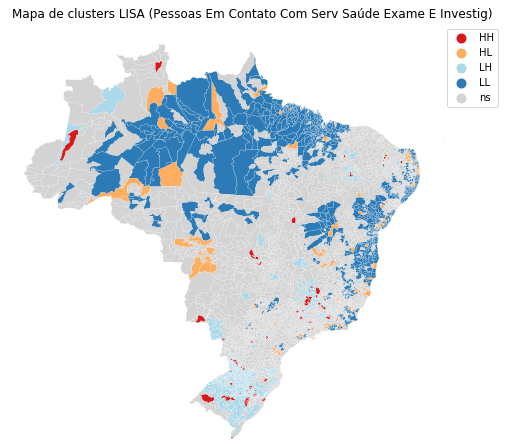 Mapa de clusters LISA (Pessoas Em Contato Com Serv Saúde Exame E Investig)
HH
HL
LH
LL
ns